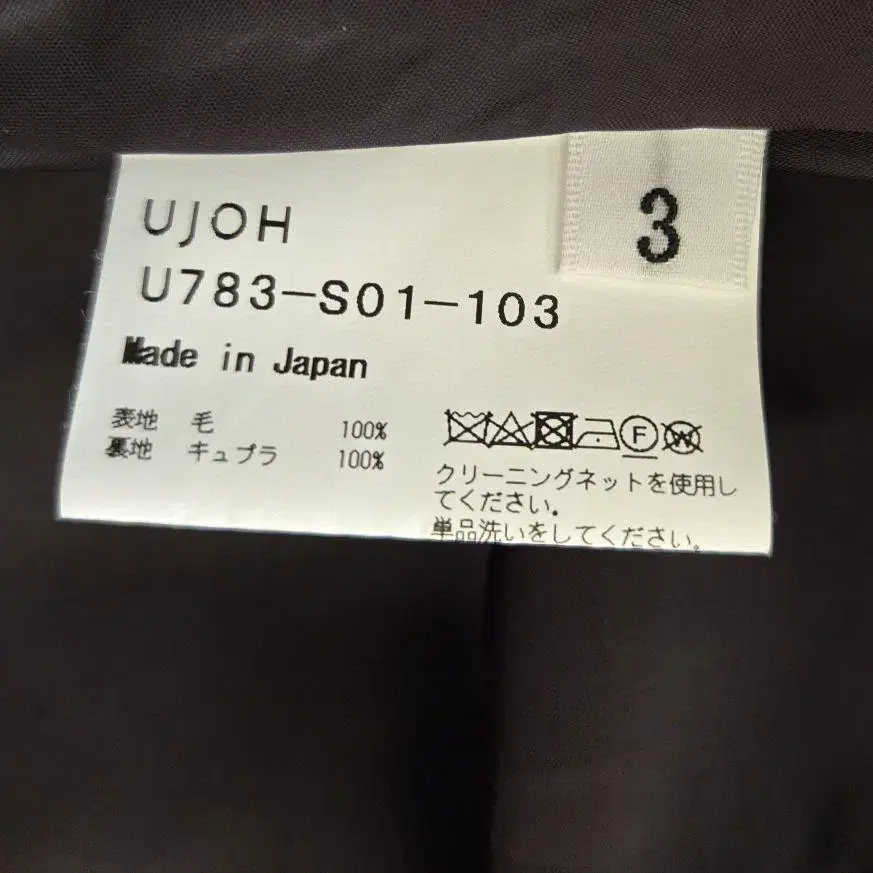 UJOH
3
U783-S01-103
Made in Japan
表地 毛 100%
裏地 キュプラ 100%
F W
クリーニングネットを使用し
てください。
単品洗いをしてください。